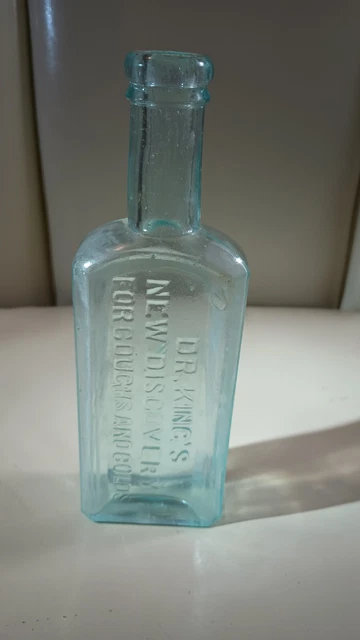 DR. KING'S
NEW DISCOVERY
FOR COUGHS AND COLDS